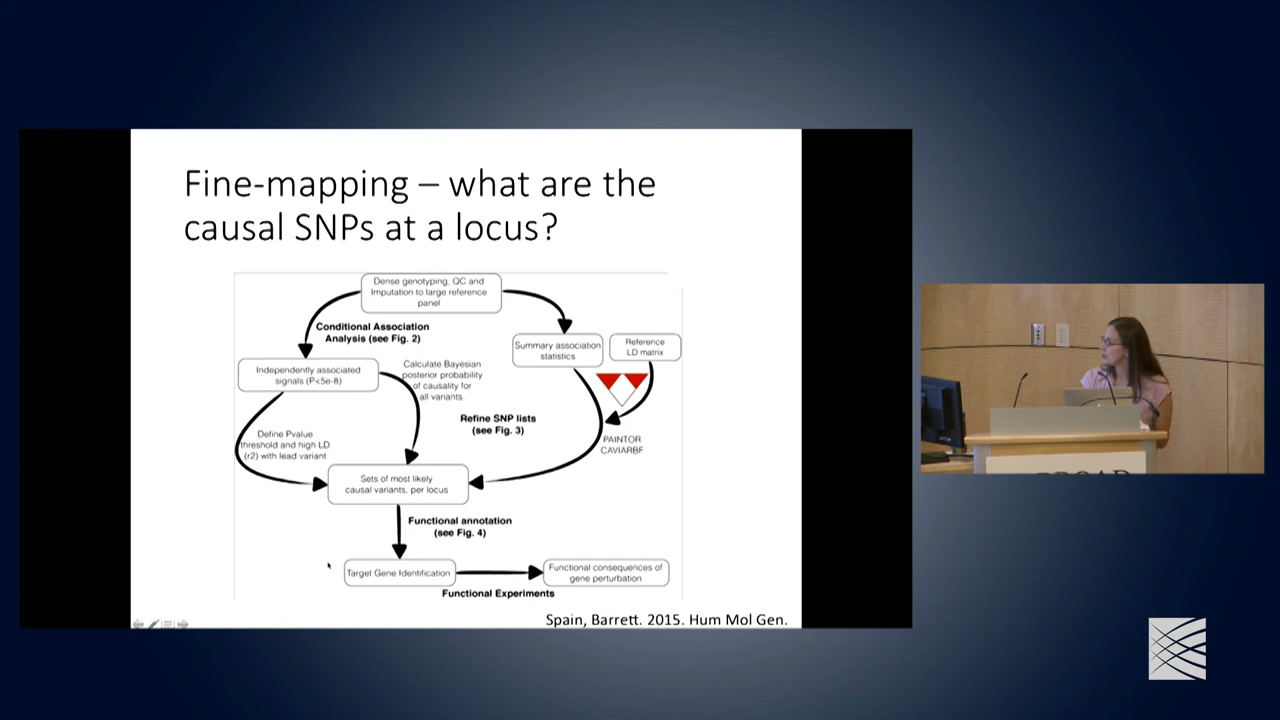 Fine-mapping – what are the
causal SNPs at a locus?
Dense genotyping, QC and
Imputation to large reference
panel
Conditional Association
Analysis (see Fig. 2)
Summary association
statistics
Reference
LD matrix
Independently associated
signals (P<5e-8)
Calculate Bayesian
posterior probability
of causality for
all variants.
Refine SNP lists
(see Fig. 3)
Define Pvalue
threshold and high LD
(r2) with lead variant
PAINTOR
CAVIARBF
Sets of most likely
causal variants, per locus
Functional annotation
(see Fig. 4)
Target Gene Identification
Functional consequences of
gene perturbation
Functional Experiments
Spain, Barrett. 2015. Hum Mol Gen.